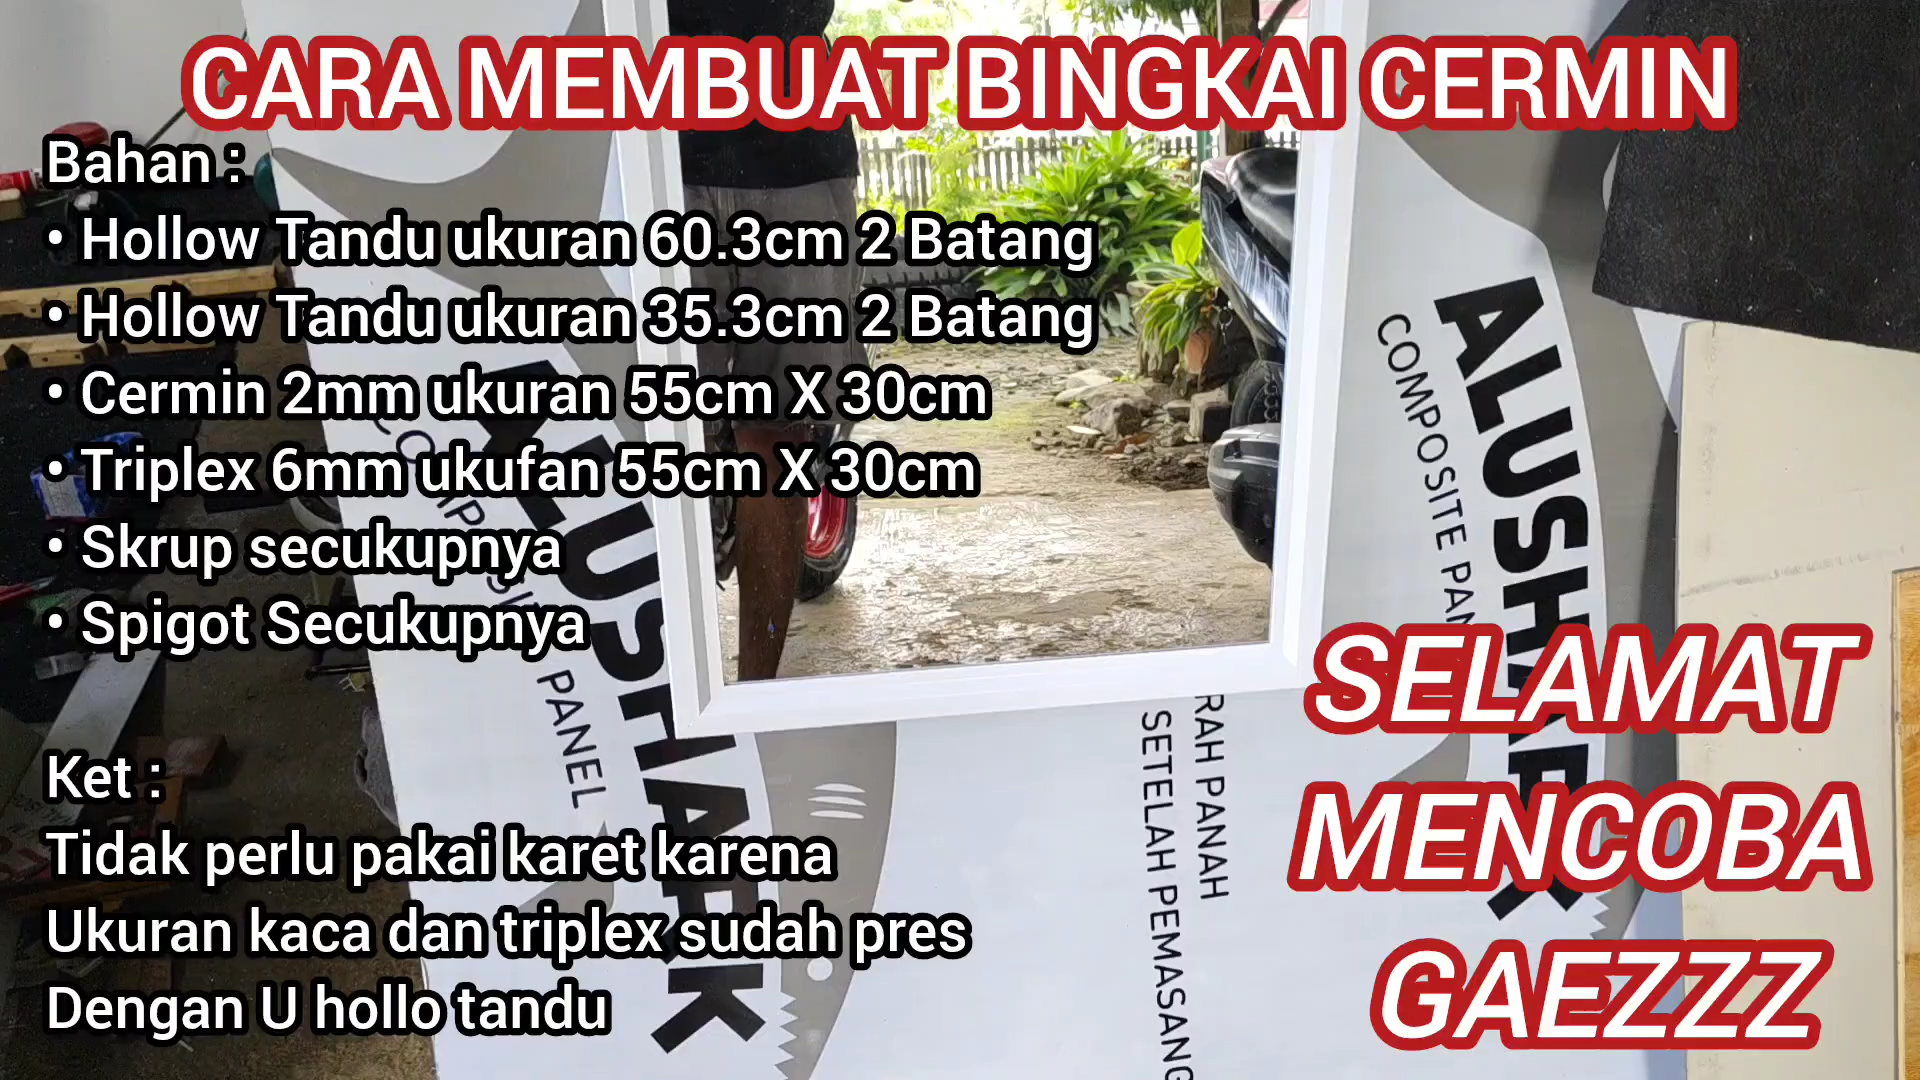 CARA MEMBUAT BINGKAI CERMIN
Bahan :
• Hollow Tandu ukuran 60.3cm 2 Batang
• Hollow Tandu ukuran 35.3cm 2 Batang
• Cermin 2mm ukuran 55cm X 30cm
• Triplex 6mm ukufan 55cm X 30cm
• Skrup secukupnya
• Spigot Secukupnya
Ket :
Tidak perlu pakai karet karena
Ukuran kaca dan triplex sudah pres
Dengan U hollo tandu
SELAMAT
MENCOBA
GAEZZZ
ALUSHARK
COMPOSITE PAN
ALUSHARK
PANEL
RAH PANAH
SETELAH PEMASANG